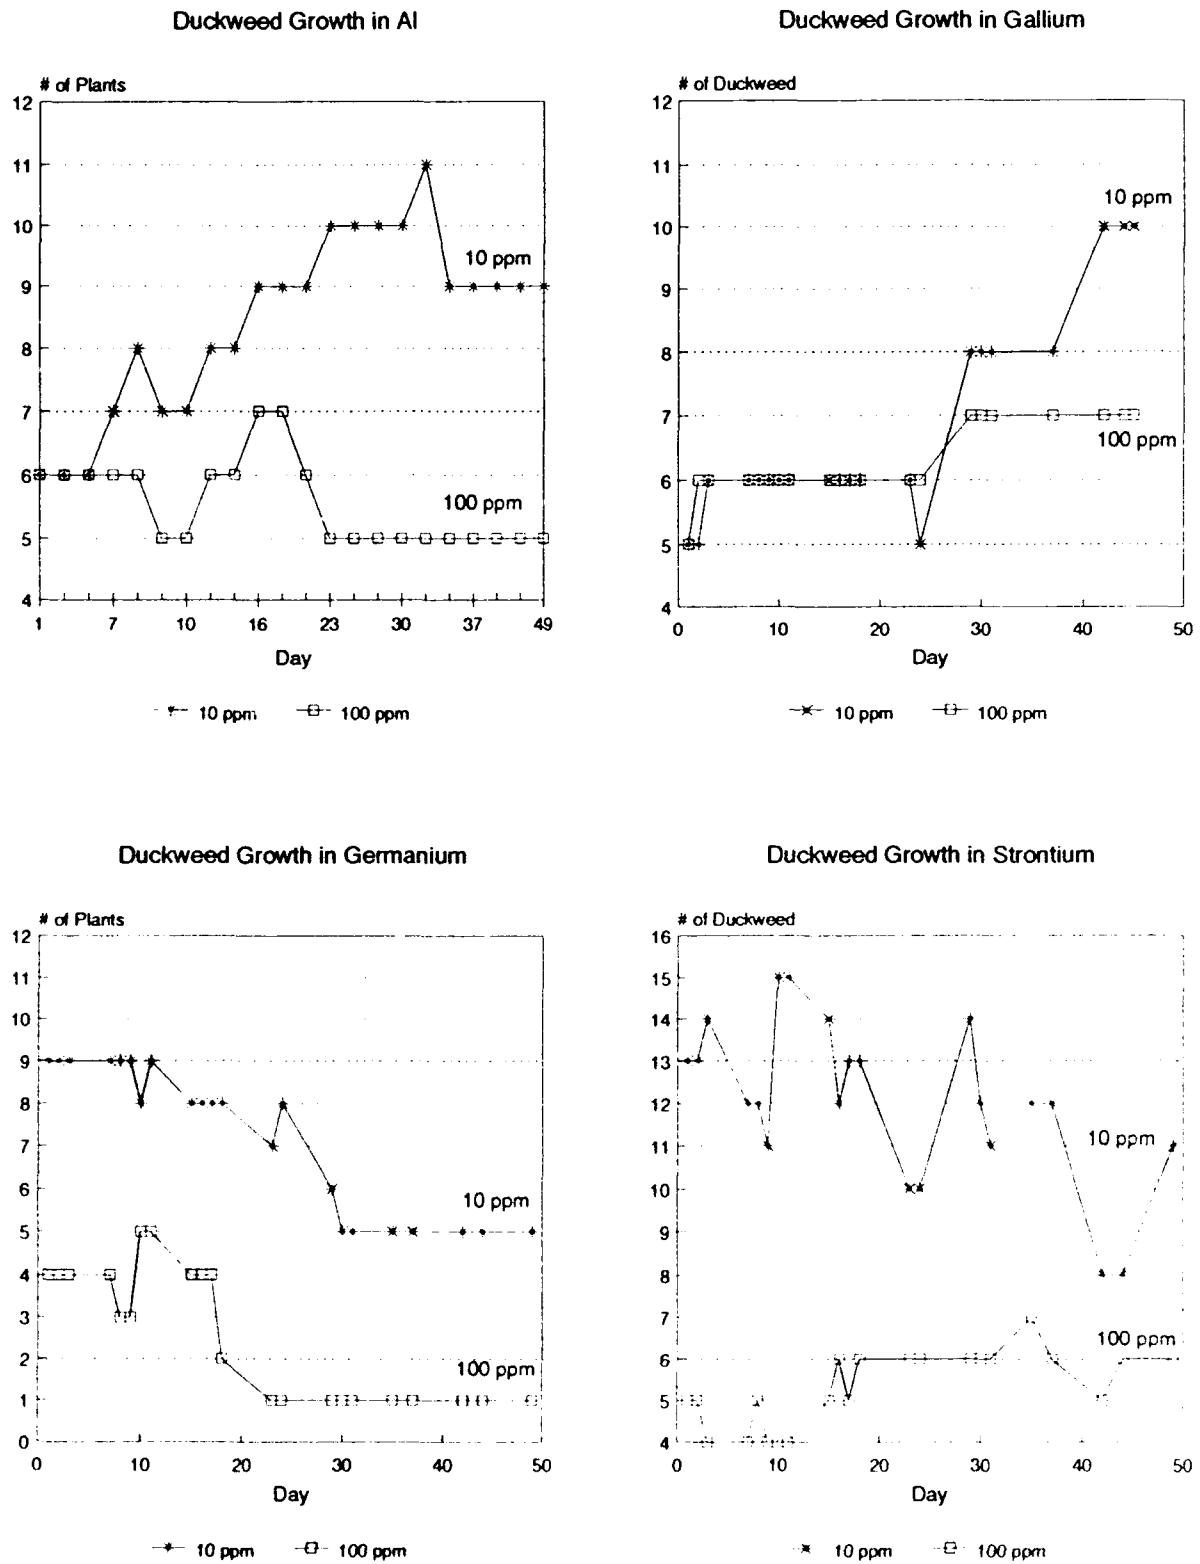 Duckweed Growth in Al
# of Plants
12
11
10
9
8
7
6
5
4
10 ppm
100 ppm
1 7 10 16 23 30 37 49
Day
10 ppm 100 ppm
Duckweed Growth in Gallium
# of Duckweed
12
11
10
9
8
7
6
5
4
10 ppm
100 ppm
0 10 20 30 40 50
Day
10 ppm 100 ppm
Duckweed Growth in Germanium
# of Plants
12
11
10
9
8
7
6
5
4
3
2
1
0
10 ppm
100 ppm
0 10 20 30 40 50
Day
10 ppm 100 ppm
Duckweed Growth in Strontium
# of Duckweed
16
15
14
13
12
11
10
9
8
7
6
5
4
10 ppm
100 ppm
0 10 20 30 40 50
Day
10 ppm 100 ppm